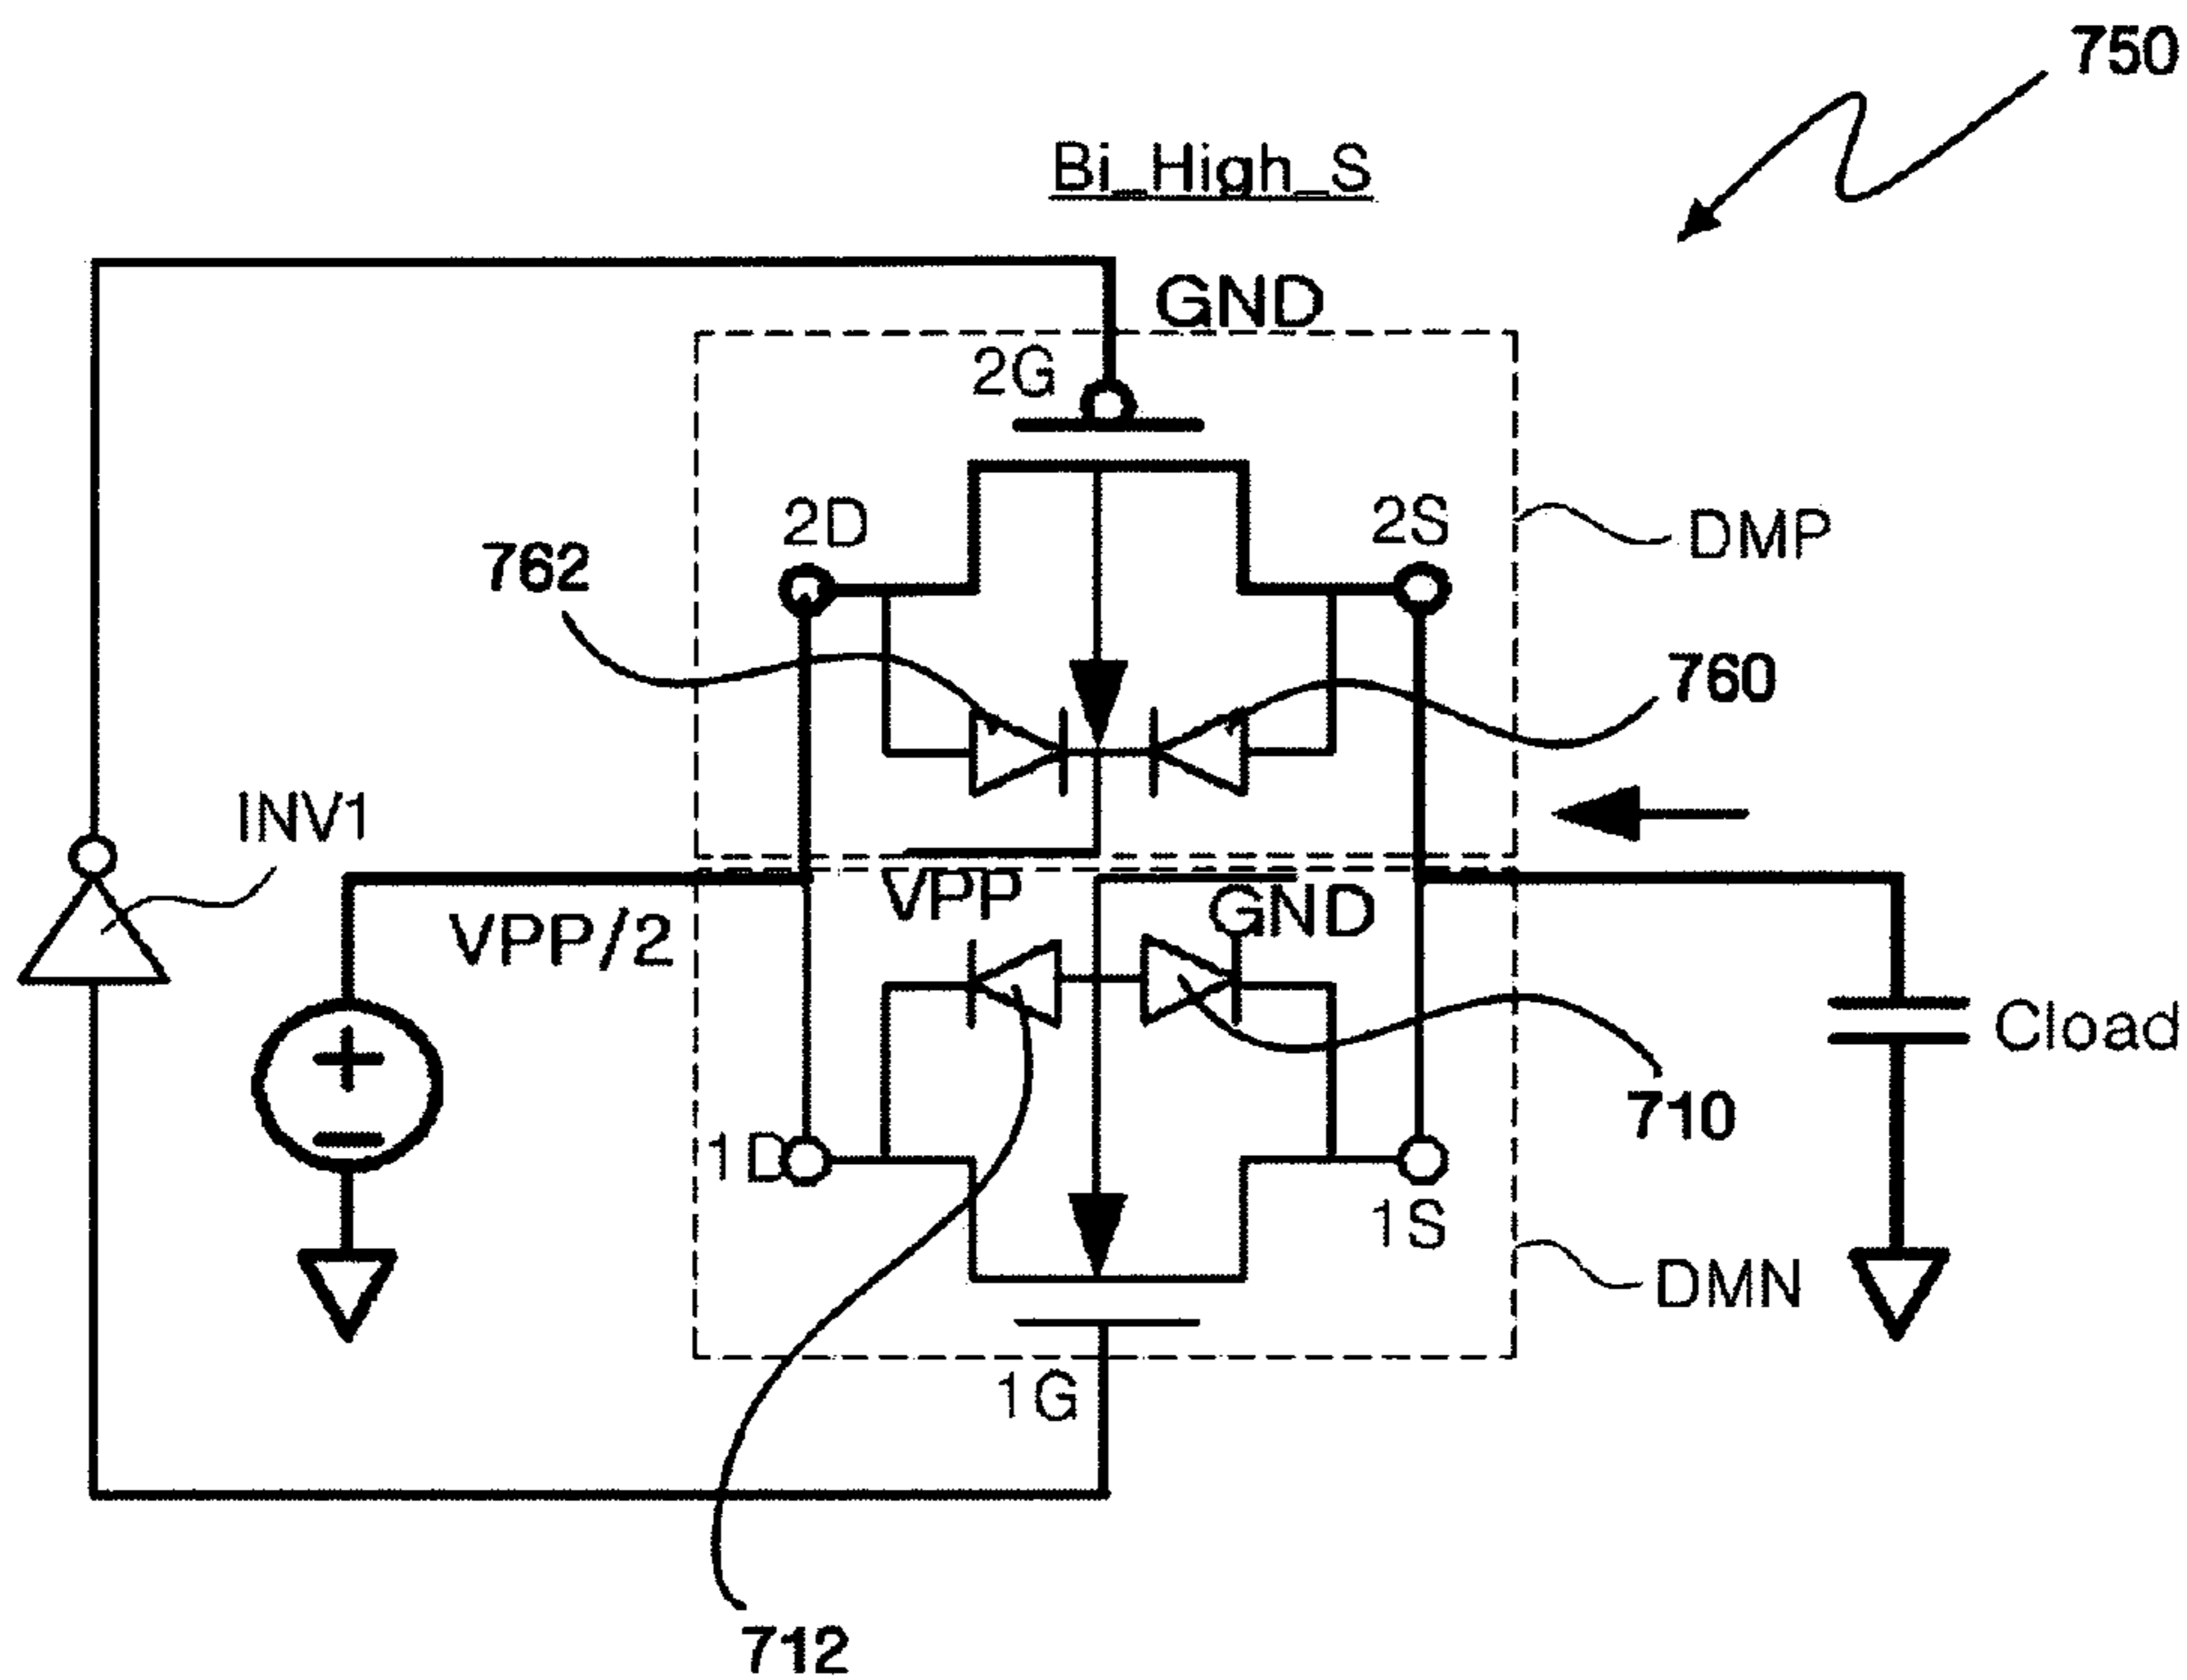 750
Bi_High_S
GND
2G
2D
2S
DMP
762
760
INV1
VPP
VPP/2
GND
Cload
710
1D
1S
DMN
1G
712